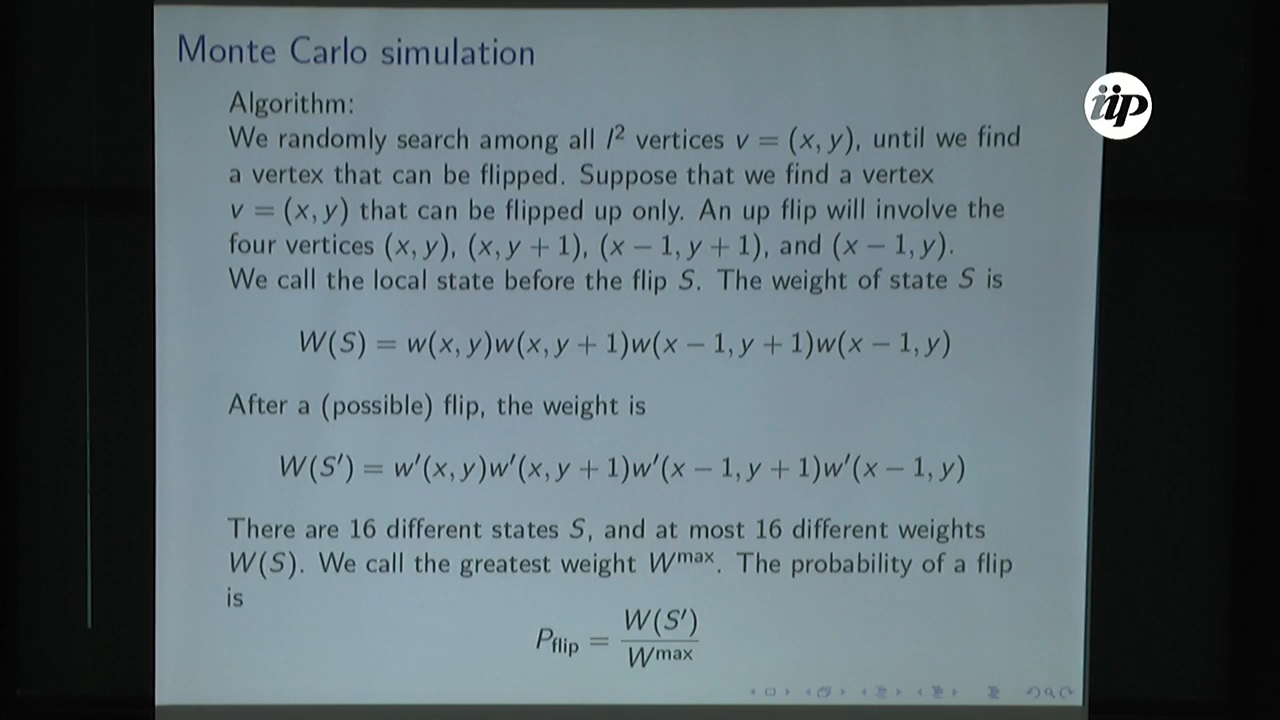 Monte Carlo simulation
iip
Algorithm:
We randomly search among all l² vertices v = (x, y), until we find
a vertex that can be flipped. Suppose that we find a vertex
v = (x, y) that can be flipped up only. An up flip will involve the
four vertices (x, y), (x, y + 1), (x − 1, y + 1), and (x − 1, y).
We call the local state before the flip S. The weight of state S is
W(S) = w(x, y)w(x, y + 1)w(x − 1, y + 1)w(x − 1, y)
After a (possible) flip, the weight is
W(S′) = w′(x, y)w′(x, y + 1)w′(x − 1, y + 1)w′(x − 1, y)
There are 16 different states S, and at most 16 different weights
W(S). We call the greatest weight Wᵐᵃˣ. The probability of a flip
is
P_flip = W(S′) / Wᵐᵃˣ